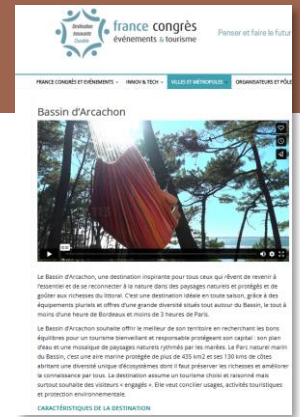 Destination
Innovante
Durable
france congrès
événements & tourisme
Penser et faire le futur
FRANCE CONGRÈS ET EVÉNEMENTS
INNOV & TECH
VILLES ET MÉTROPOLES
ORGANISATEURS ET PÔLE
Bassin d'Arcachon
Le Bassin d'Arcachon, une destination inspirante pour tous ceux qui rêvent de revenir à
l'essentiel et de se reconnecter à la nature dans des paysages naturels et protégés et de
goûter aux richesses du littoral. C'est une destination idéale en toute saison, grâce à des
équipements pluriels et offres d'une grande diversité situés tout autour du Bassin, le tout à
moins d'une heure de Bordeaux et moins de 3 heures de Paris.
Le Bassin d'Arcachon souhaite offrir le meilleur de son territoire en recherchant les bons
équilibres pour un tourisme bienveillant et responsable protégeant son capital : son plan
d'eau et une mosaïque de paysages naturels rythmés par les marées. Le Parc naturel marin
du Bassin, c'est une aire marine protégée de plus de 435 km2 et ses 130 kms de côtes
abritant une diversité unique d'écosystèmes dont il faut préserver les richesses et améliorer
la connaissance par tous. La destination assume un tourisme choisi et raisonné mais
surtout souhaite des visiteurs « engagés ». Elle veut concilier usages, activités touristiques
et protection environnementale.
CARACTÉRISTIQUES DE LA DESTINATION